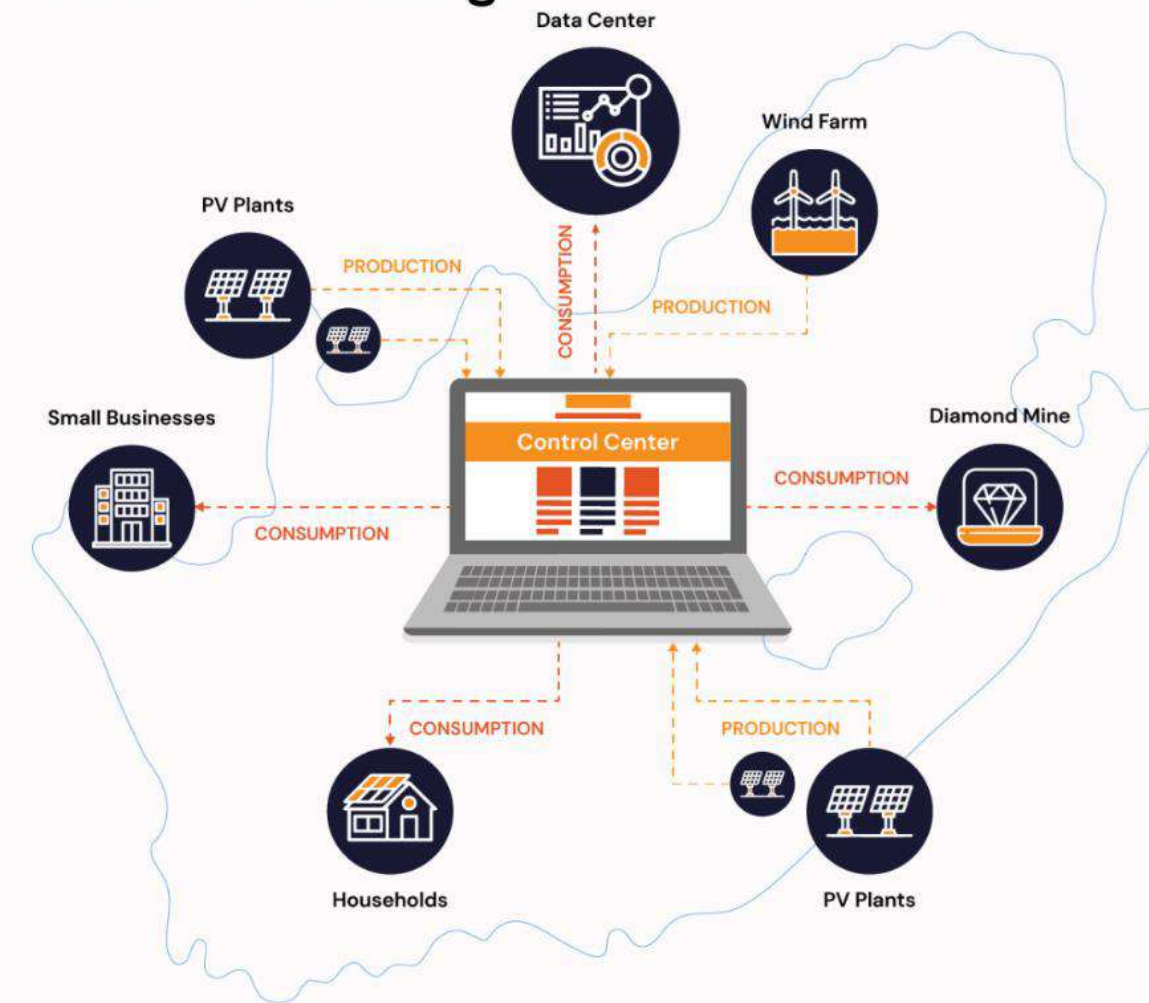 Data Center
Wind Farm
PV Plants
PRODUCTION
CONSUMPTION
PRODUCTION
Small Businesses
Control Center
Diamond Mine
CONSUMPTION
CONSUMPTION
CONSUMPTION
PRODUCTION
Households
PV Plants